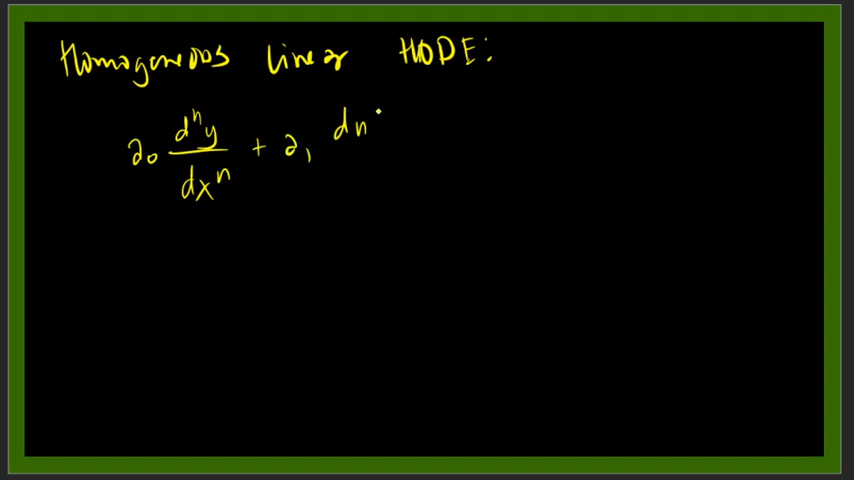 Homogeneous linear HODE:
a₀ dⁿy/dxⁿ + a₁ dn